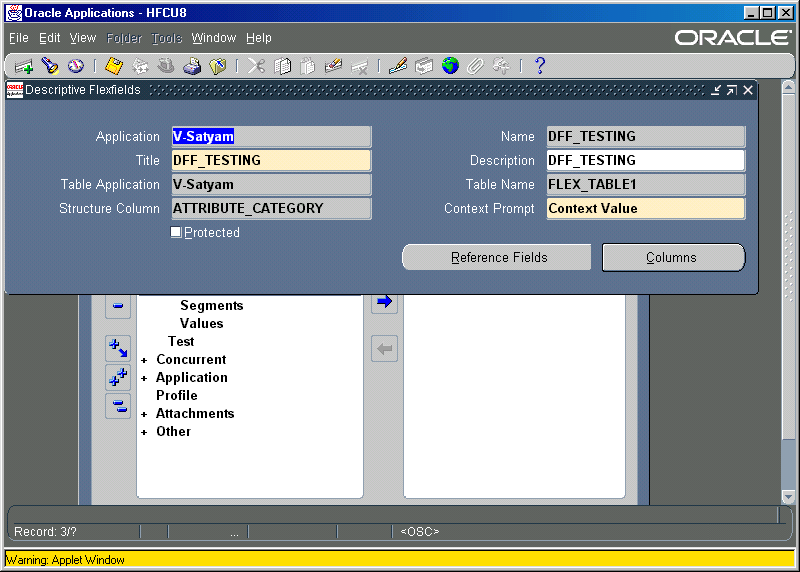 Oracle Applications - HFCU8
File Edit View Folder Tools Window Help
ORACLE
Descriptive Flexfields
Application V-Satyam Name DFF_TESTING
Title DFF_TESTING Description DFF_TESTING
Table Application V-Satyam Table Name FLEX_TABLE1
Structure Column ATTRIBUTE_CATEGORY Context Prompt Context Value
Protected
Reference Fields Columns
Segments
Values
Test
+ Concurrent
+ Application
Profile
+ Attachments
+ Other
Record: 3/? ... <OSC>
Warning: Applet Window